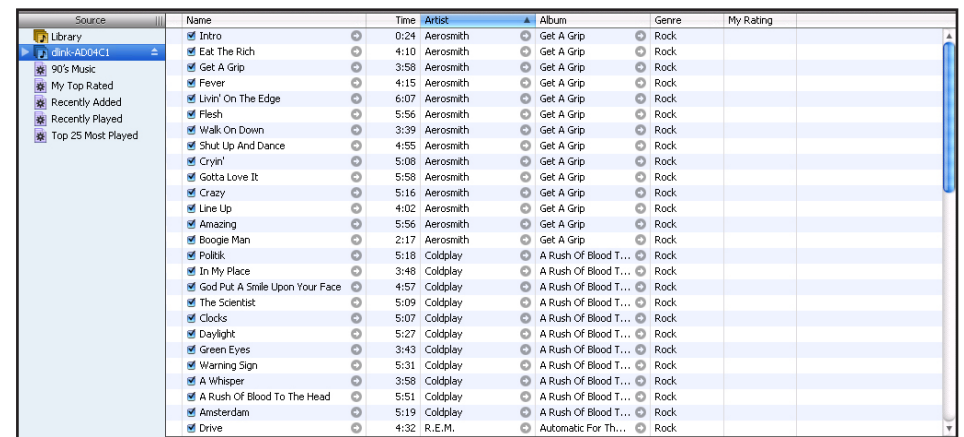 Source
Library
dlink-AD04C1
90's Music
My Top Rated
Recently Added
Recently Played
Top 25 Most Played
Name Time Artist Album Genre My Rating
Intro 0:24 Aerosmith Get A Grip Rock
Eat The Rich 4:10 Aerosmith Get A Grip Rock
Get A Grip 3:58 Aerosmith Get A Grip Rock
Fever 4:15 Aerosmith Get A Grip Rock
Livin' On The Edge 6:07 Aerosmith Get A Grip Rock
Flesh 5:56 Aerosmith Get A Grip Rock
Walk On Down 3:39 Aerosmith Get A Grip Rock
Shut Up And Dance 4:55 Aerosmith Get A Grip Rock
Cryin' 5:08 Aerosmith Get A Grip Rock
Gotta Love It 5:58 Aerosmith Get A Grip Rock
Crazy 5:16 Aerosmith Get A Grip Rock
Line Up 4:02 Aerosmith Get A Grip Rock
Amazing 5:56 Aerosmith Get A Grip Rock
Boogie Man 2:17 Aerosmith Get A Grip Rock
Politik 5:18 Coldplay A Rush Of Blood T... Rock
In My Place 3:48 Coldplay A Rush Of Blood T... Rock
God Put A Smile Upon Your Face 4:57 Coldplay A Rush Of Blood T... Rock
The Scientist 5:09 Coldplay A Rush Of Blood T... Rock
Clocks 5:07 Coldplay A Rush Of Blood T... Rock
Daylight 5:27 Coldplay A Rush Of Blood T... Rock
Green Eyes 3:43 Coldplay A Rush Of Blood T... Rock
Warning Sign 5:31 Coldplay A Rush Of Blood T... Rock
A Whisper 3:58 Coldplay A Rush Of Blood T... Rock
A Rush Of Blood To The Head 5:51 Coldplay A Rush Of Blood T... Rock
Amsterdam 5:19 Coldplay A Rush Of Blood T... Rock
Drive 4:32 R.E.M. Automatic For Th... Rock